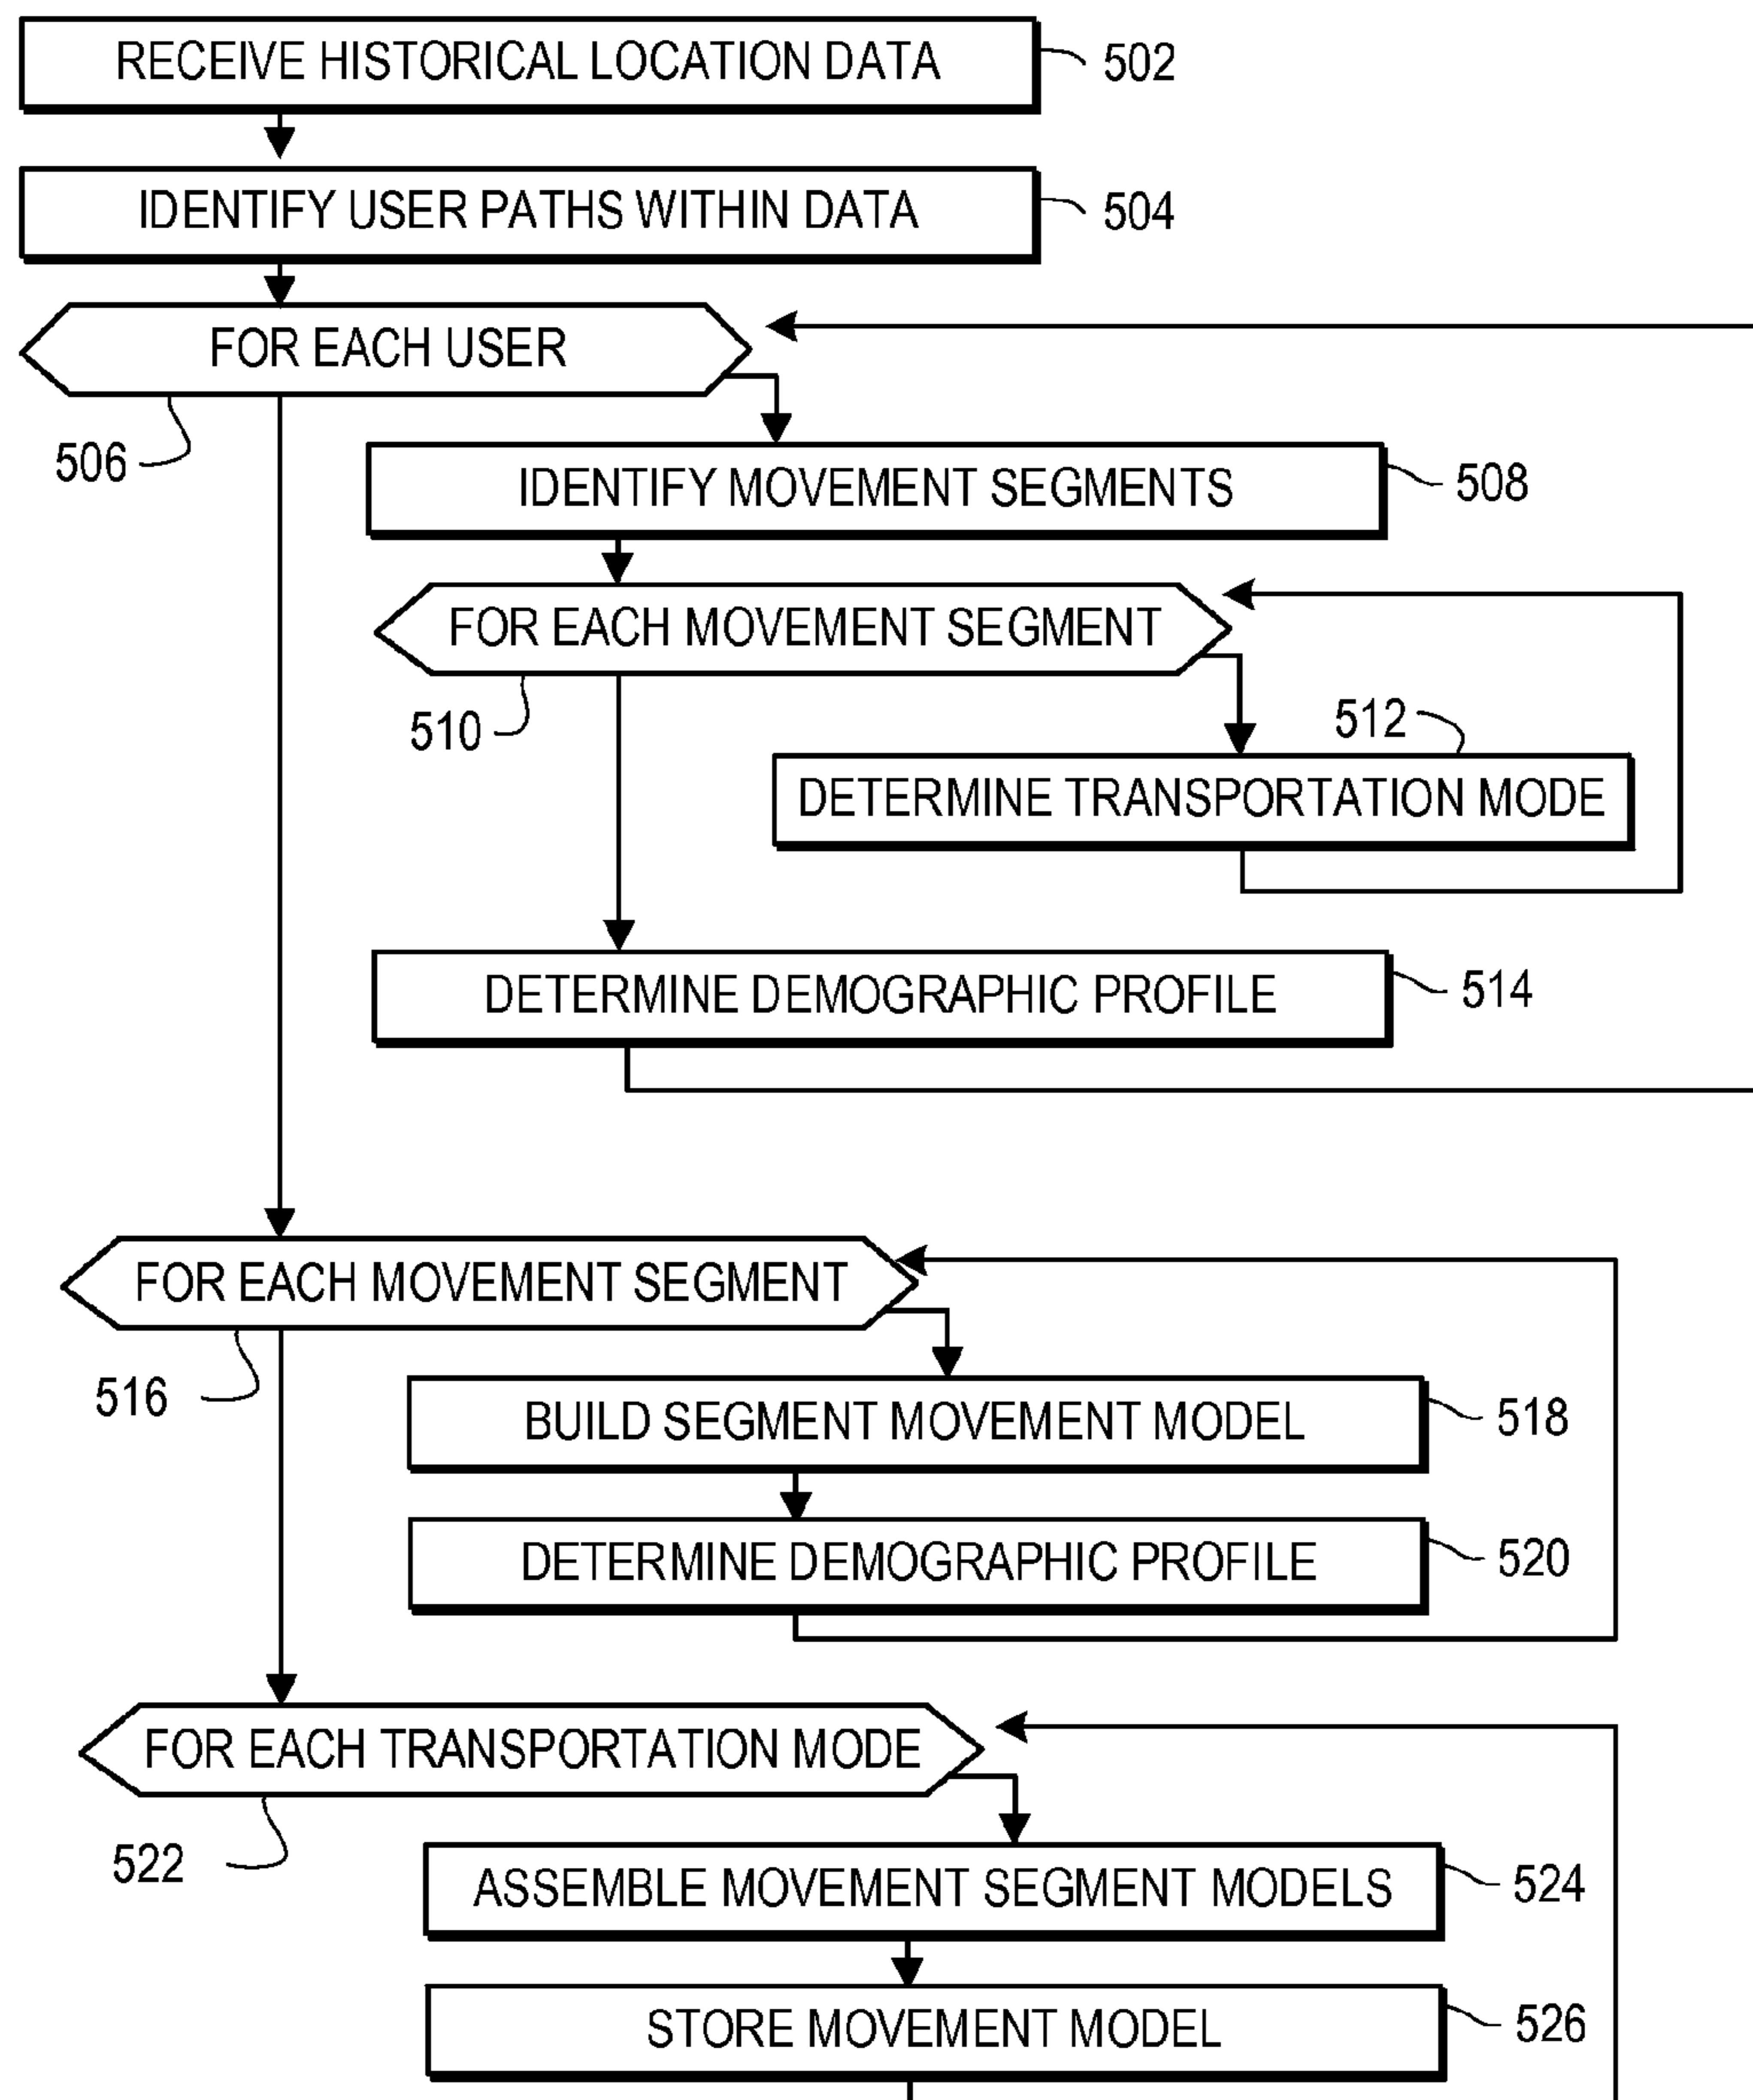 RECEIVE HISTORICAL LOCATION DATA
502
IDENTIFY USER PATHS WITHIN DATA
504
FOR EACH USER
506
IDENTIFY MOVEMENT SEGMENTS
508
FOR EACH MOVEMENT SEGMENT
510
512
DETERMINE TRANSPORTATION MODE
DETERMINE DEMOGRAPHIC PROFILE
514
FOR EACH MOVEMENT SEGMENT
516
BUILD SEGMENT MOVEMENT MODEL
518
DETERMINE DEMOGRAPHIC PROFILE
520
FOR EACH TRANSPORTATION MODE
522
ASSEMBLE MOVEMENT SEGMENT MODELS
524
STORE MOVEMENT MODEL
526